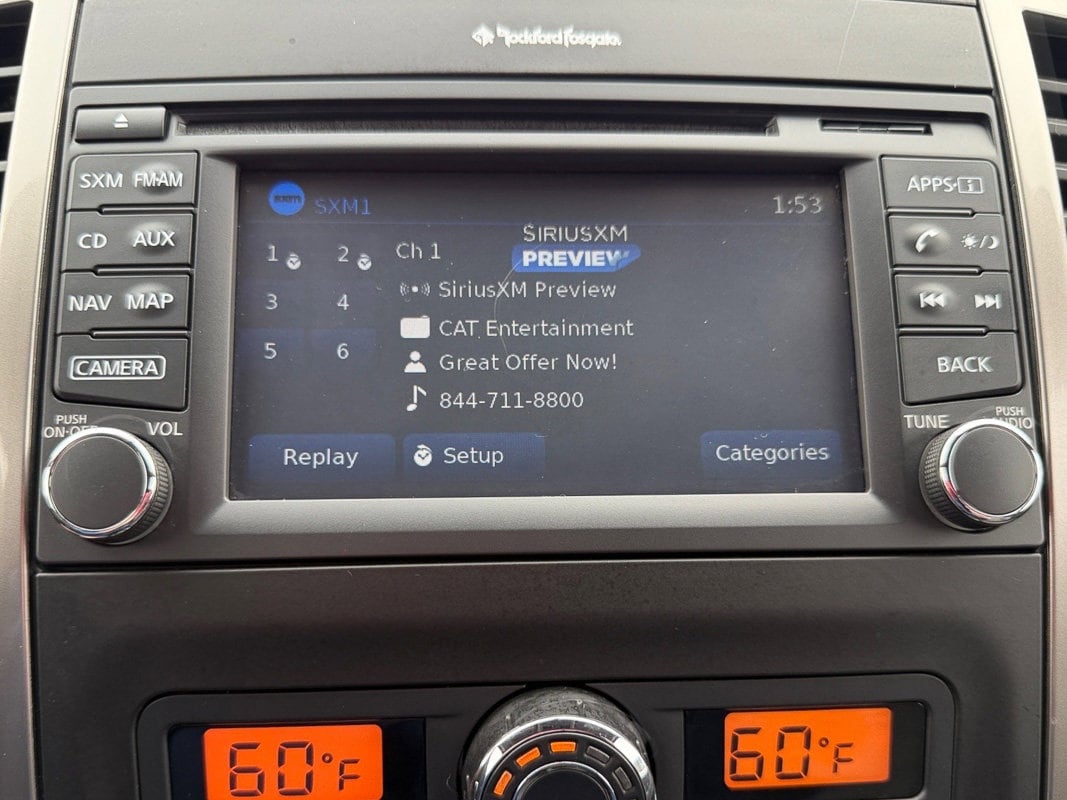 Rockford Fosgate
SXM FM·AM
CD AUX
NAV MAP
CAMERA
PUSH
ON·OFF
VOL
sxm
SXM1
1:53
1 2
3 4
5 6
Ch 1
SIRIUSXM
PREVIEW
SiriusXM Preview
CAT Entertainment
Great Offer Now!
844-711-8800
Replay
Setup
Categories
APPS·i
BACK
TUNE
PUSH
AUDIO
60°F
60°F